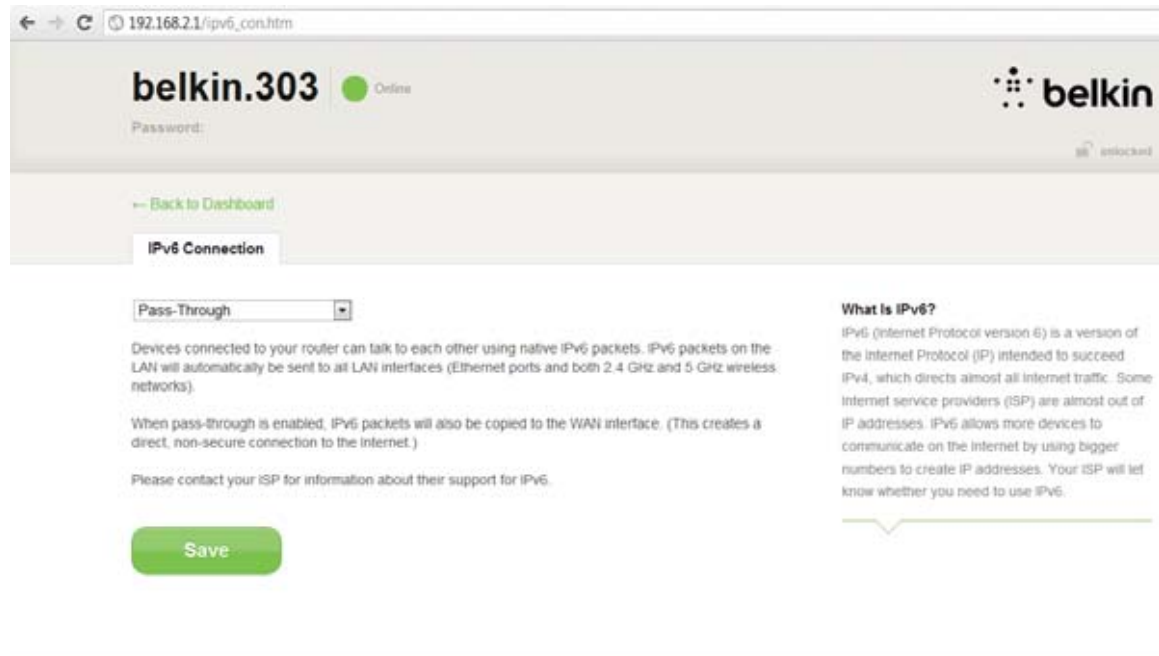 192.168.2.1/ipv6_con.htm
belkin.303 Online
belkin
Password:
unlocked
← Back to Dashboard
IPv6 Connection
Pass-Through
Devices connected to your router can talk to each other using native IPv6 packets. IPv6 packets on the
LAN will automatically be sent to all LAN interfaces (Ethernet ports and both 2.4 GHz and 5 GHz wireless
networks).
When pass-through is enabled, IPv6 packets will also be copied to the WAN interface. (This creates a
direct, non-secure connection to the Internet.)
Please contact your ISP for information about their support for IPv6.
Save
What Is IPv6?
IPv6 (Internet Protocol version 6) is a version of
the Internet Protocol (IP) intended to succeed
IPv4, which directs almost all Internet traffic. Some
Internet service providers (ISP) are almost out of
IP addresses. IPv6 allows more devices to
communicate on the Internet by using bigger
numbers to create IP addresses. Your ISP will let
know whether you need to use IPv6.